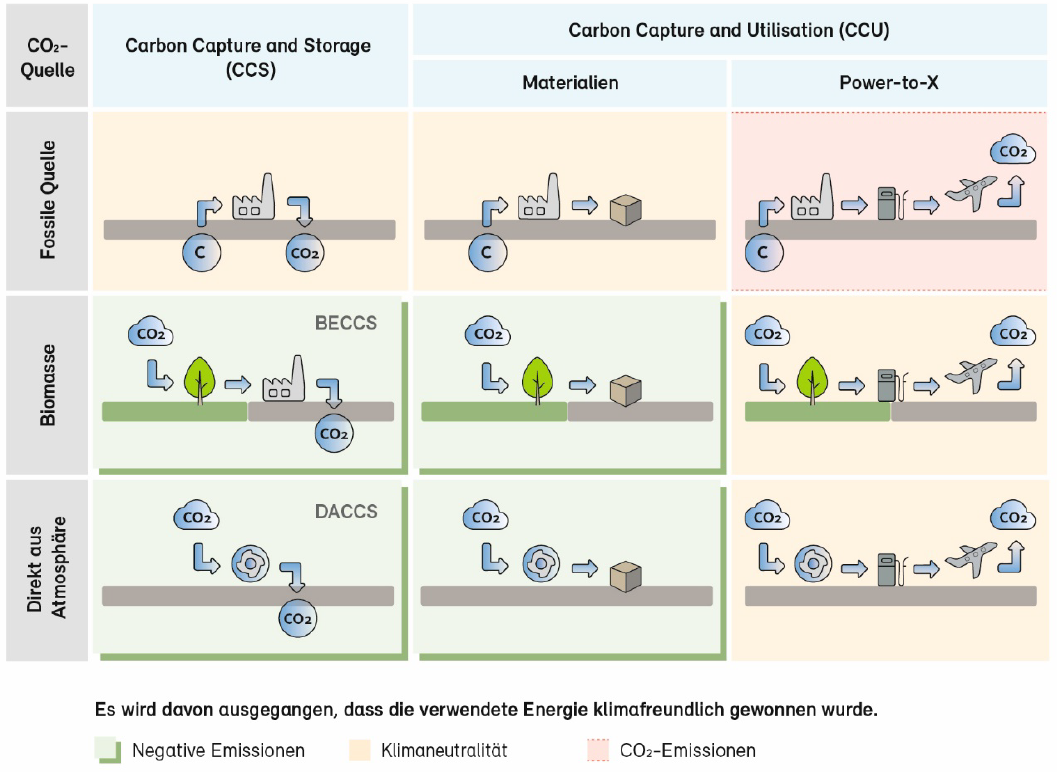 CO₂-
Quelle
Carbon Capture and Storage
(CCS)
Carbon Capture and Utilisation (CCU)
Materialien
Power-to-X
Fossile Quelle
C
CO₂
C
C
CO₂
Biomasse
CO₂
BECCS
CO₂
CO₂
CO₂
CO₂
Direkt aus
Atmosphäre
CO₂
DACCS
CO₂
CO₂
CO₂
CO₂
Es wird davon ausgegangen, dass die verwendete Energie klimafreundlich gewonnen wurde.
Negative Emissionen
Klimaneutralität
CO₂-Emissionen